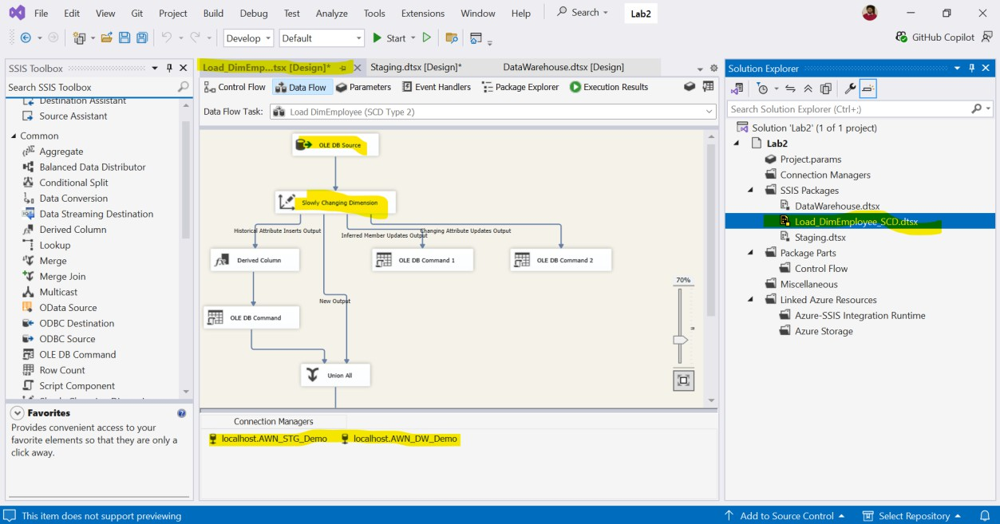 File Edit View Git Project Build Debug Test Analyze Tools Extensions Window Help Search Lab2
Develop Default Start GitHub Copilot
SSIS Toolbox
Search SSIS Toolbox
Destination Assistant
Source Assistant
Common
Aggregate
Balanced Data Distributor
Conditional Split
Data Conversion
Data Streaming Destination
Derived Column
Lookup
Merge
Merge Join
Multicast
OData Source
ODBC Destination
ODBC Source
OLE DB Command
Row Count
Script Component
Favorites
Provides convenient access to your
favorite elements so that they are only a
click away.
Load_DimEmp...tsx [Design]* Staging.dtsx [Design]* DataWarehouse.dtsx [Design]
Control Flow Data Flow Parameters Event Handlers Package Explorer Execution Results
Data Flow Task: Load DimEmployee (SCD Type 2)
OLE DB Source
Slowly Changing Dimension
Historical Attribute Inserts Output
Inferred Member Updates Output
Changing Attribute Updates Output
Derived Column
OLE DB Command 1
OLE DB Command 2
New Output
OLE DB Command
Union All
70%
Connection Managers
localhost.AWN_STG_Demo localhost.AWN_DW_Demo
Solution Explorer
Search Solution Explorer (Ctrl+;)
Solution 'Lab2' (1 of 1 project)
Lab2
Project.params
Connection Managers
SSIS Packages
DataWarehouse.dtsx
Load_DimEmployee_SCD.dtsx
Staging.dtsx
Package Parts
Control Flow
Miscellaneous
Linked Azure Resources
Azure-SSIS Integration Runtime
Azure Storage
This item does not support previewing Add to Source Control Select Repository